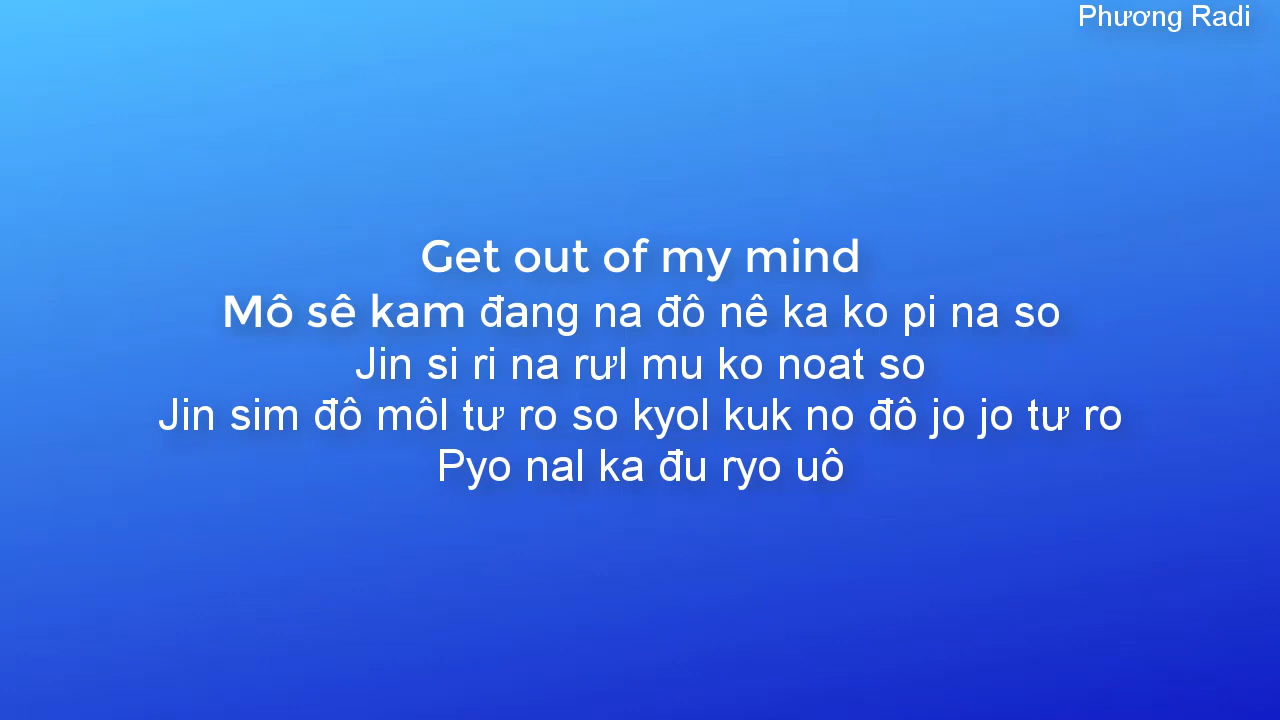 Phương Radi
Get out of my mind
Mô sê kam đang na đô nê ka ko pi na so
Jin si ri na rưl mu ko noat so
Jin sim đô môl tư ro so kyol kuk no đô jo jo tư ro
Pyo nal ka đu ryo uô